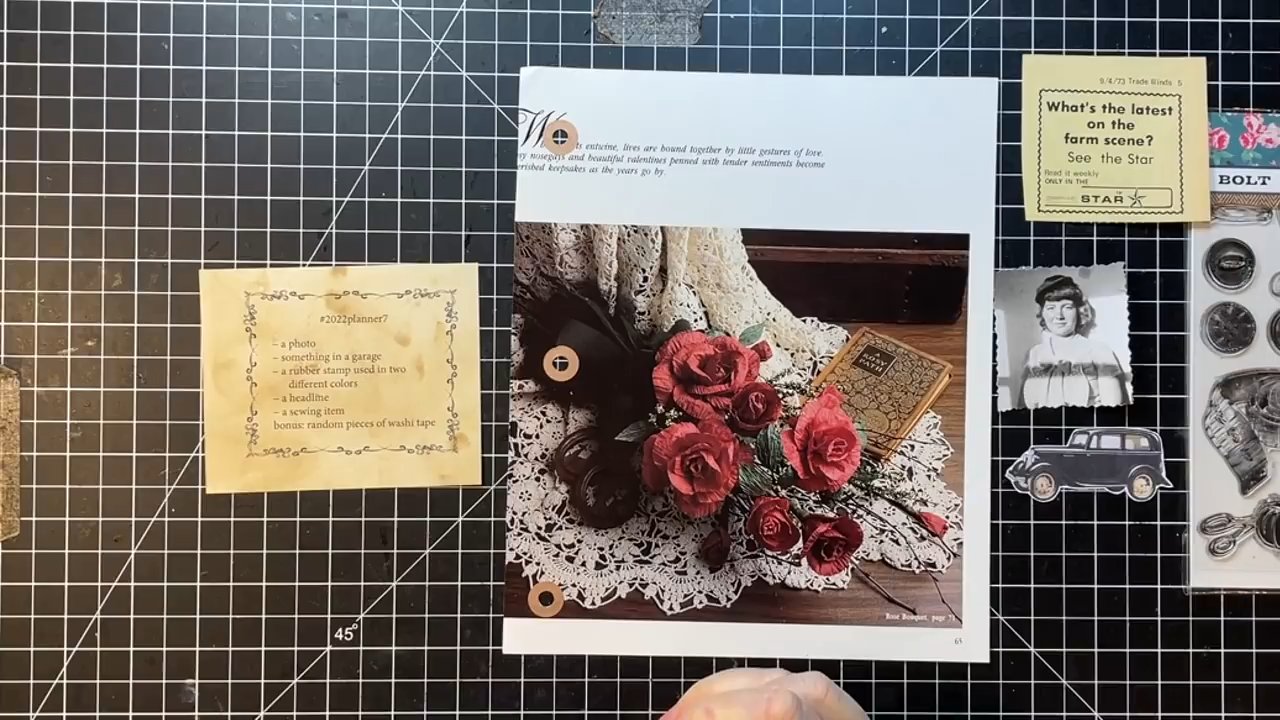 #2022planner7
– a photo
– something in a garage
– a rubber stamp used in two
different colors
– a headline
– a sewing item
bonus: random pieces of washi tape
W
ts entwine, lives are bound together by little gestures of love.
nosegays and beautiful valentines penned with tender sentiments become
erished keepsakes as the years go by.
A
ROSY
PATH
Rose Bouquet, page 71
65
45°
9/4/73 Trade Winds 5
What's the latest
on the
farm scene?
See the Star
Read it weekly
ONLY IN THE
STAR
BOLT